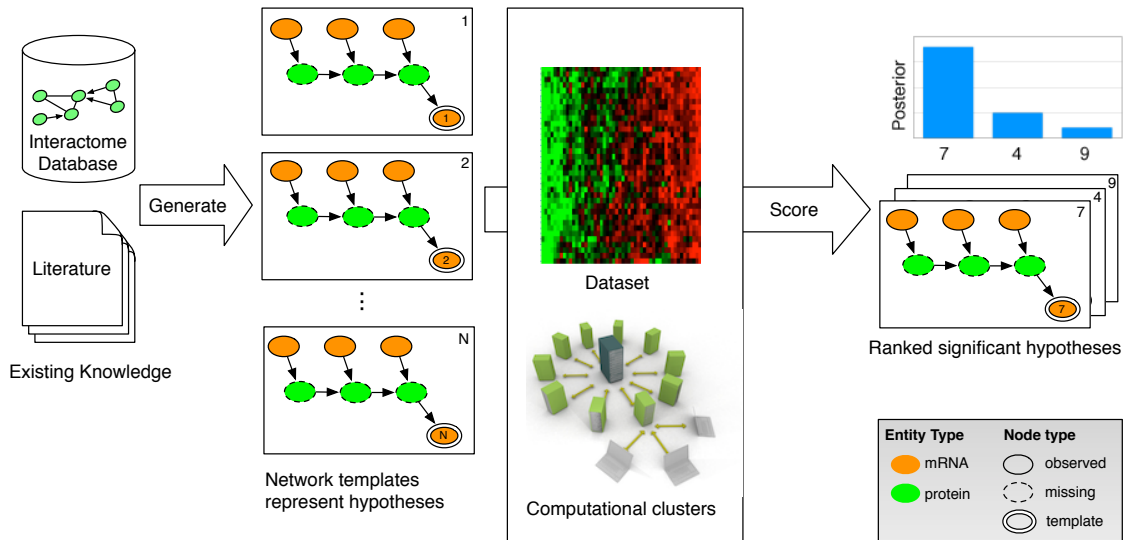 Interactome
Database
Literature
Existing Knowledge
Generate
1
1
2
2
⋮
N
N
Network templates
represent hypotheses
Dataset
Computational clusters
Score
Posterior
7
4
9
9
4
7
7
Ranked significant hypotheses
Entity Type
mRNA
protein
Node type
observed
missing
template